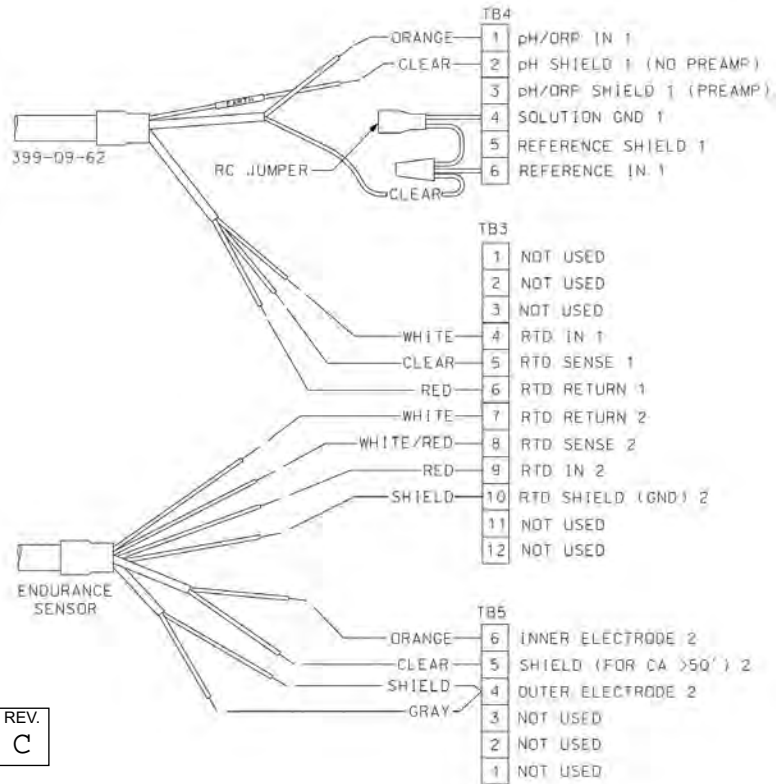 TB4
ORANGE 1 pH/ORP IN 1
CLEAR 2 pH SHIELD 1 (NO PREAMP)
EARTH
3 pH/ORP SHIELD 1 (PREAMP)
4 SOLUTION GND 1
399-09-62
RC JUMPER
5 REFERENCE SHIELD 1
CLEAR 6 REFERENCE IN 1
TB3
1 NOT USED
2 NOT USED
3 NOT USED
WHITE 4 RTD IN 1
CLEAR 5 RTD SENSE 1
RED 6 RTD RETURN 1
WHITE 7 RTD RETURN 2
WHITE/RED 8 RTD SENSE 2
RED 9 RTD IN 2
SHIELD 10 RTD SHIELD (GND) 2
11 NOT USED
12 NOT USED
ENDURANCE
SENSOR
TB5
ORANGE 6 INNER ELECTRODE 2
CLEAR 5 SHIELD (FOR CA >50') 2
SHIELD 4 OUTER ELECTRODE 2
GRAY 3 NOT USED
2 NOT USED
1 NOT USED
REV.
C